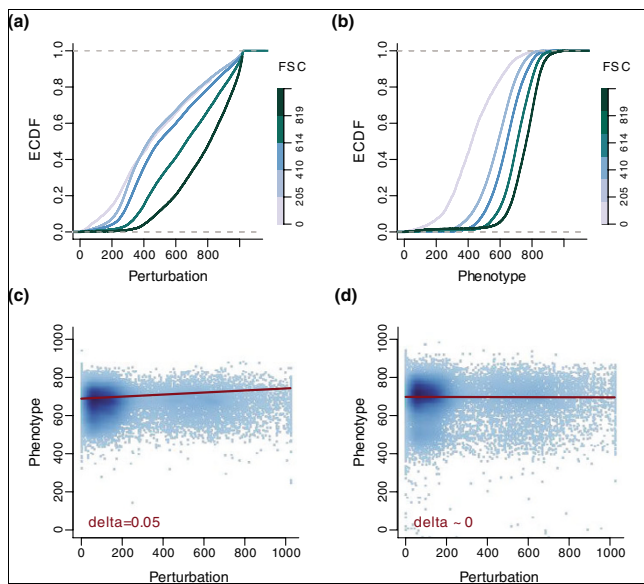 (a)
FSC
ECDF
0.0 0.2 0.4 0.6 0.8 1.0
0 205 410 614 819
0 200 400 600 800
Perturbation
(b)
FSC
ECDF
0.0 0.2 0.4 0.6 0.8 1.0
0 205 410 614 819
0 200 400 600 800
Phenotype
(c)
Phenotype
0 200 400 600 800 1000
delta=0.05
0 200 400 600 800 1000
Perturbation
(d)
Phenotype
0 200 400 600 800 1000
delta ~ 0
0 200 400 600 800 1000
Perturbation